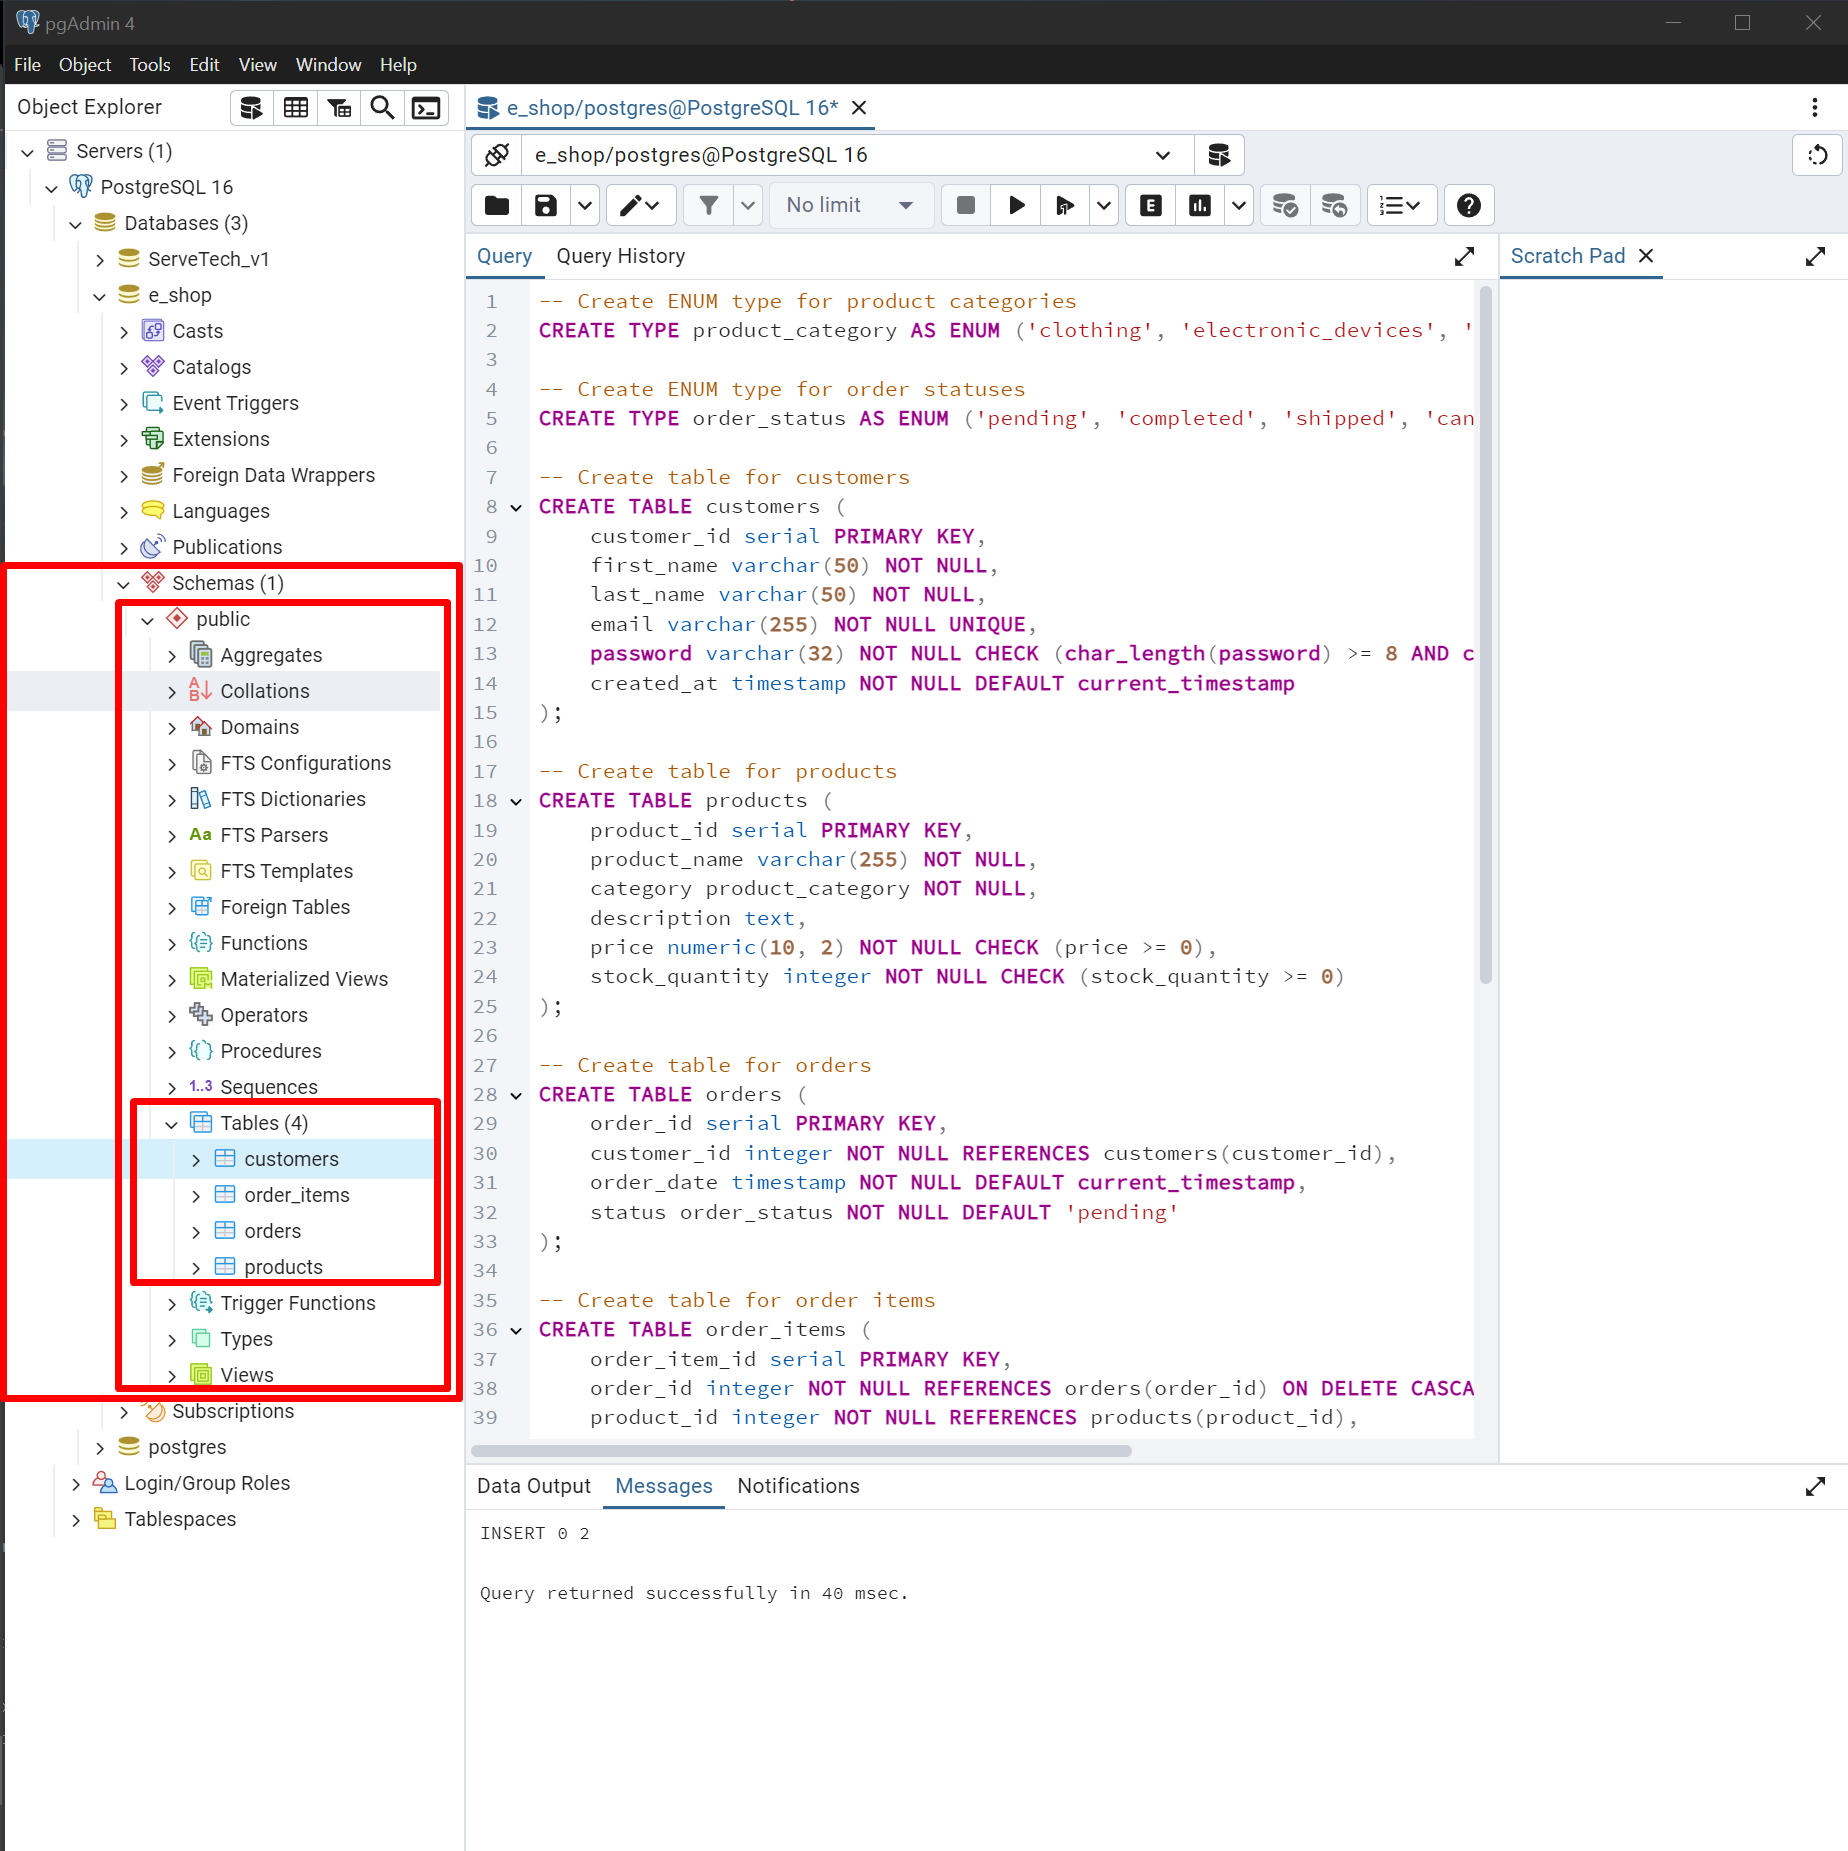 pgAdmin 4
File Object Tools Edit View Window Help
Object Explorer
Servers (1)
PostgreSQL 16
Databases (3)
ServeTech_v1
e_shop
Casts
Catalogs
Event Triggers
Extensions
Foreign Data Wrappers
Languages
Publications
Schemas (1)
public
Aggregates
Collations
Domains
FTS Configurations
FTS Dictionaries
Aa FTS Parsers
FTS Templates
Foreign Tables
Functions
Materialized Views
Operators
Procedures
1..3 Sequences
Tables (4)
customers
order_items
orders
products
Trigger Functions
Types
Views
Subscriptions
postgres
Login/Group Roles
Tablespaces
e_shop/postgres@PostgreSQL 16*
e_shop/postgres@PostgreSQL 16
No limit
E
Query Query History
Scratch Pad
1 -- Create ENUM type for product categories
2 CREATE TYPE product_category AS ENUM ('clothing', 'electronic_devices', '
3
4 -- Create ENUM type for order statuses
5 CREATE TYPE order_status AS ENUM ('pending', 'completed', 'shipped', 'can
6
7 -- Create table for customers
8 CREATE TABLE customers (
9 customer_id serial PRIMARY KEY,
10 first_name varchar(50) NOT NULL,
11 last_name varchar(50) NOT NULL,
12 email varchar(255) NOT NULL UNIQUE,
13 password varchar(32) NOT NULL CHECK (char_length(password) >= 8 AND c
14 created_at timestamp NOT NULL DEFAULT current_timestamp
15 );
16
17 -- Create table for products
18 CREATE TABLE products (
19 product_id serial PRIMARY KEY,
20 product_name varchar(255) NOT NULL,
21 category product_category NOT NULL,
22 description text,
23 price numeric(10, 2) NOT NULL CHECK (price >= 0),
24 stock_quantity integer NOT NULL CHECK (stock_quantity >= 0)
25 );
26
27 -- Create table for orders
28 CREATE TABLE orders (
29 order_id serial PRIMARY KEY,
30 customer_id integer NOT NULL REFERENCES customers(customer_id),
31 order_date timestamp NOT NULL DEFAULT current_timestamp,
32 status order_status NOT NULL DEFAULT 'pending'
33 );
34
35 -- Create table for order items
36 CREATE TABLE order_items (
37 order_item_id serial PRIMARY KEY,
38 order_id integer NOT NULL REFERENCES orders(order_id) ON DELETE CASCA
39 product_id integer NOT NULL REFERENCES products(product_id),
Data Output Messages Notifications
INSERT 0 2
Query returned successfully in 40 msec.